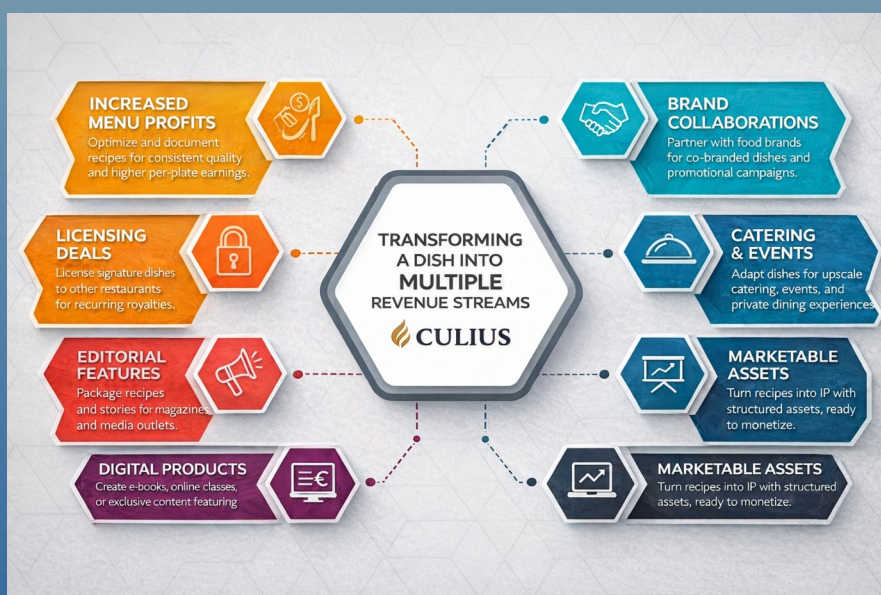 INCREASED
MENU PROFITS
Optimize and document
recipes for consistent quality
and higher per-plate earnings.
LICENSING
DEALS
License signature dishes
to other restaurants
for recurring royalties.
EDITORIAL
FEATURES
Package recipes
and stories for magazines
and media outlets.
DIGITAL PRODUCTS
Create e-books, online classes,
or exclusive content featuring
TRANSFORMING
A DISH INTO
MULTIPLE
REVENUE STREAMS
CULIUS
BRAND
COLLABORATIONS
Partner with food brands
for co-branded dishes and
promotional campaigns.
CATERING
& EVENTS
Adapt dishes for upscale
catering, events, and
private dining experiences
MARKETABLE
ASSETS
Turn recipes into IP with
structured assets, ready
to monetize.
MARKETABLE ASSETS
Turn recipes into IP with structured
assets, ready to monetize.